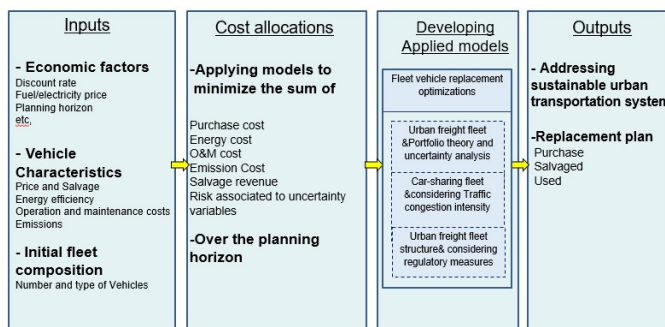 Inputs
- Economic factors
Discount rate
Fuel/electricity price
Planning horizon
etc,
- Vehicle
Characteristics
Price and Salvage
Energy efficiency
Operation and maintenance costs
Emissions
- Initial fleet
composition
Number and type of Vehicles
Cost allocations
-Applying models to
minimize the sum of
Purchase cost
Energy cost
O&M cost
Emission Cost
Salvage revenue
Risk associated to uncertainty
variables
-Over the planning
horizon
Developing
Applied models
Fleet vehicle replacement
optimizations
Urban freight fleet
&Portfolio theory and
uncertainty analysis
Car-sharing fleet
&considering Traffic
congestion intensity
Urban freight fleet
structure& considering
regulatory measures
Outputs
- Addressing
sustainable urban
transportation system
-Replacement plan
Purchase
Salvaged
Used